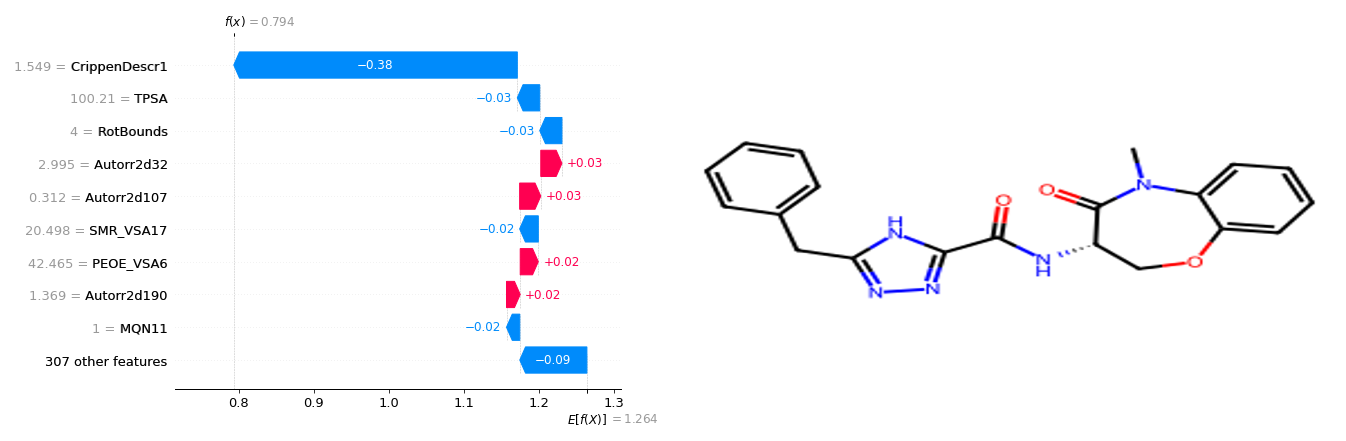 f(x) = 0.794
1.549 = CrippenDescr1
−0.38
100.21 = TPSA
−0.03
4 = RotBounds
−0.03
2.995 = Autorr2d32
+0.03
0.312 = Autorr2d107
+0.03
20.498 = SMR_VSA17
−0.02
42.465 = PEOE_VSA6
+0.02
1.369 = Autorr2d190
+0.02
1 = MQN11
−0.02
307 other features
−0.09
0.8 0.9 1.0 1.1 1.2 1.3
E[f(X)] = 1.264
H
N
N
N
O
N
H
O
N
O